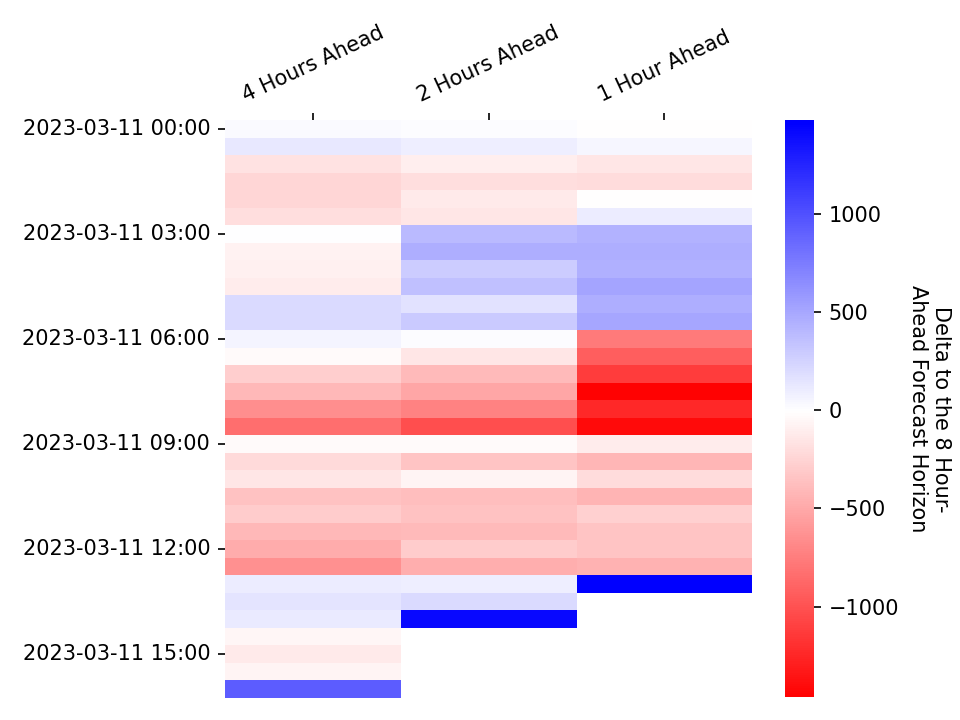 4 Hours Ahead
2 Hours Ahead
1 Hour Ahead
2023-03-11 00:00
2023-03-11 03:00
2023-03-11 06:00
2023-03-11 09:00
2023-03-11 12:00
2023-03-11 15:00
1000
500
0
−500
−1000
Delta to the 8 Hour-
Ahead Forecast Horizon